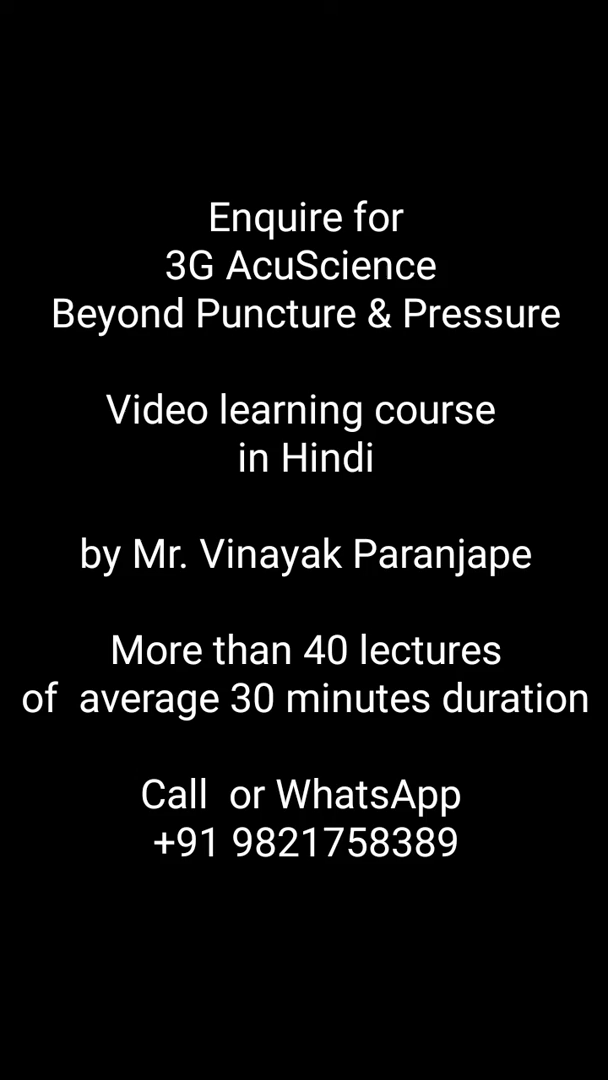 Enquire for
3G AcuScience
Beyond Puncture & Pressure
Video learning course
in Hindi
by Mr. Vinayak Paranjape
More than 40 lectures
of  average 30 minutes duration
Call  or WhatsApp
+91 9821758389